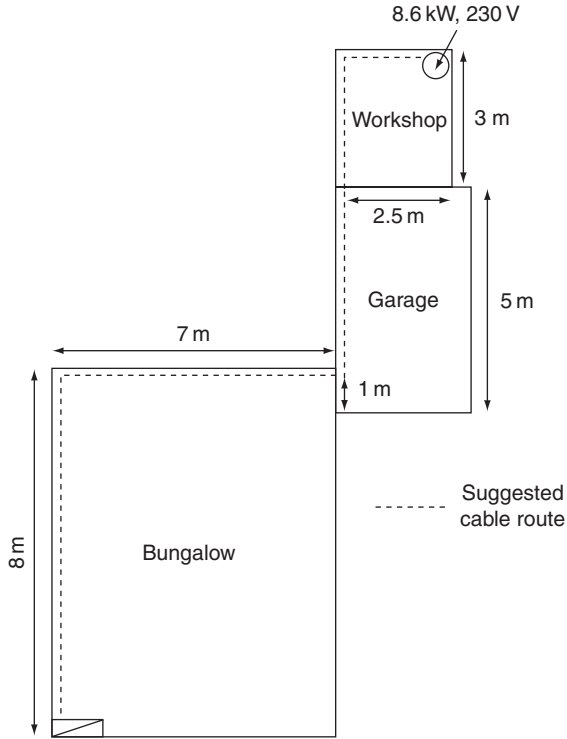 8.6 kW, 230 V
Workshop
3 m
2.5 m
Garage
5 m
7 m
1 m
Suggested
cable route
Bungalow
8 m